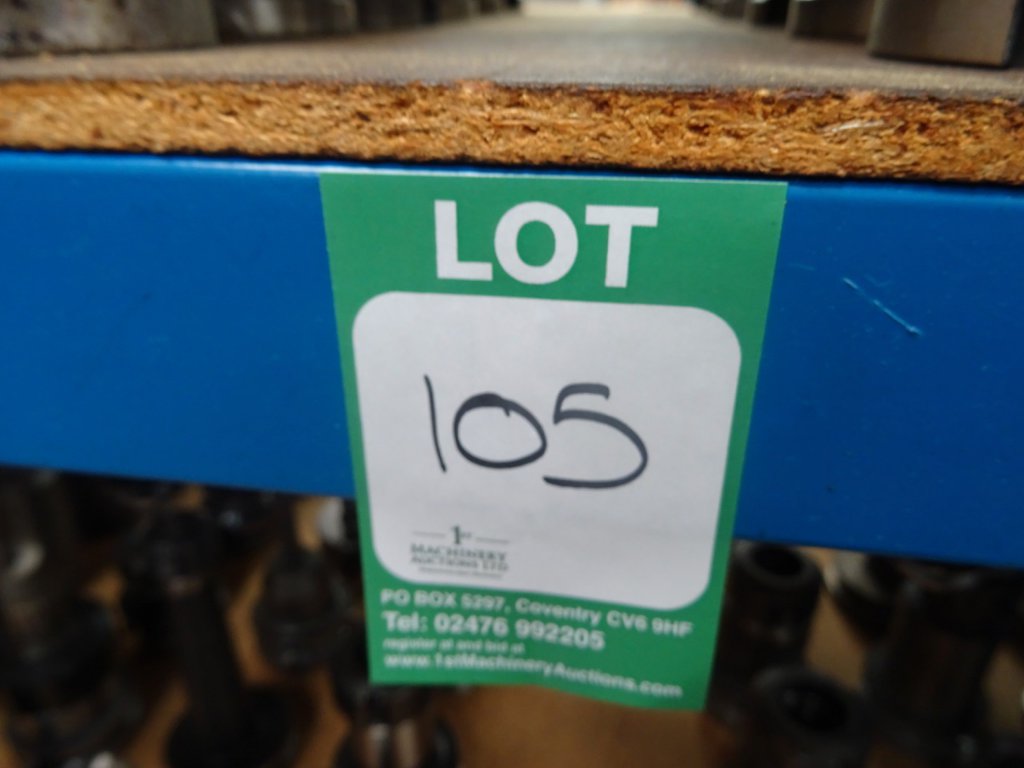 LOT
105
1st
MACHINERY
AUCTIONS LTD
PO BOX 5297, Coventry CV6 9HF
Tel: 02476 992205
register at and bid at
www.1stMachineryAuctions.com